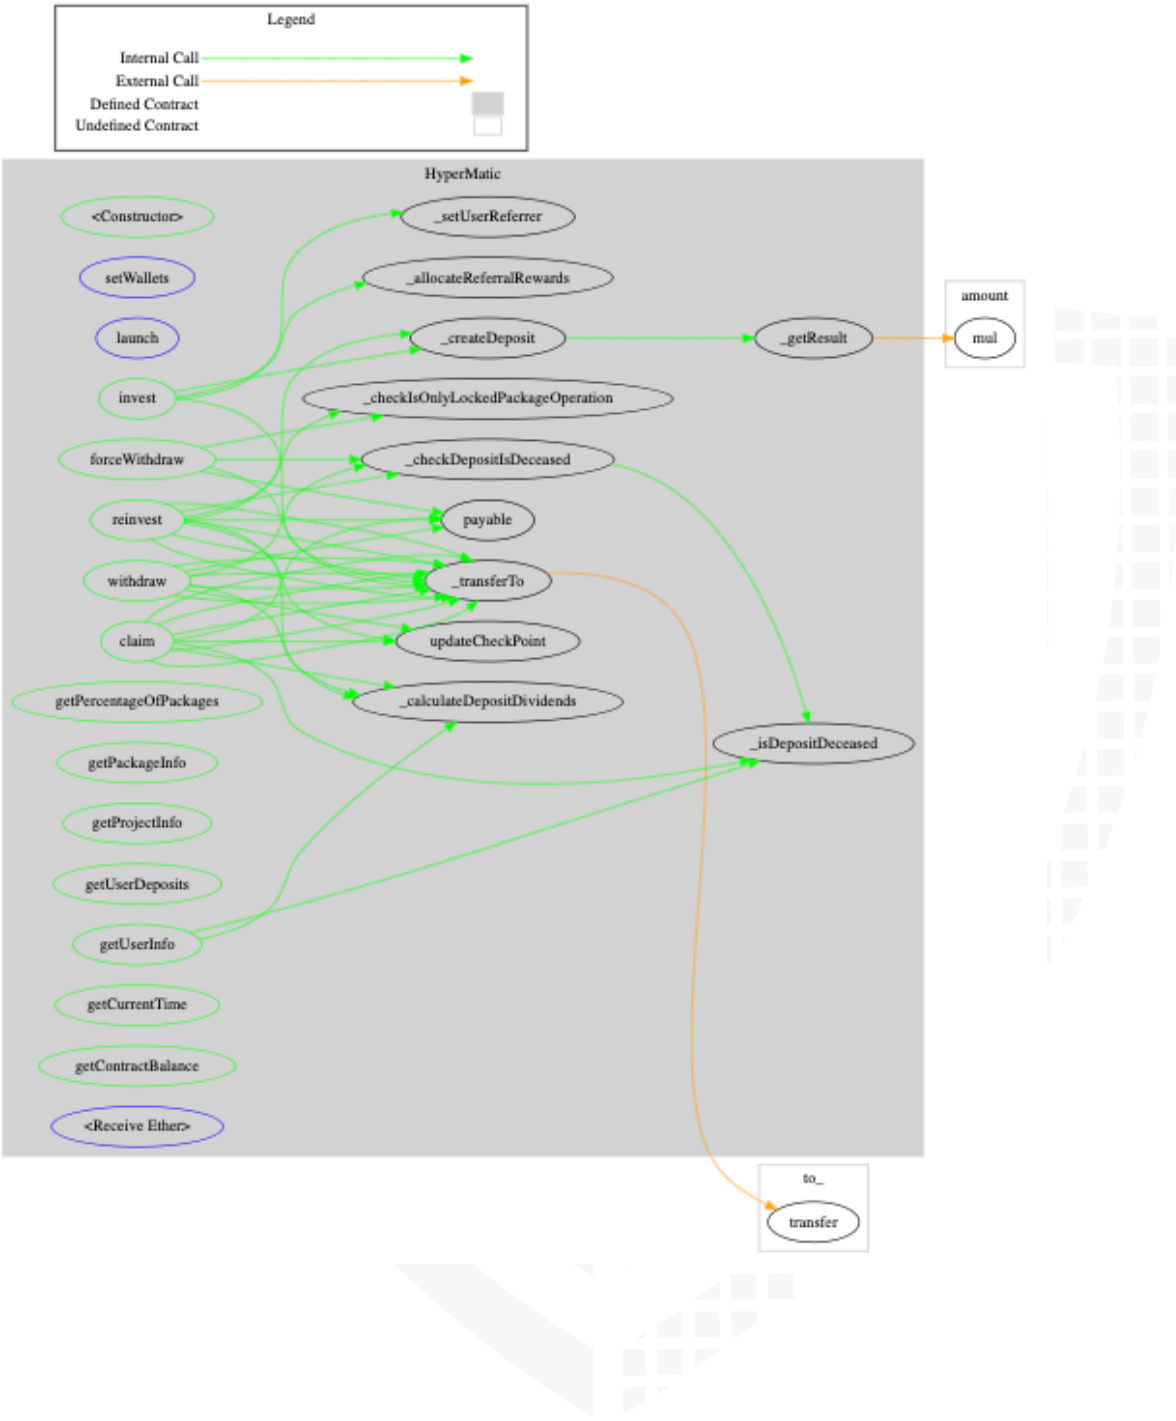 Legend
Internal Call
External Call
Defined Contract
Undefined Contract
HyperMatic
<Constructor>
_setUserReferrer
setWallets
_allocateReferralRewards
amount
launch
_createDeposit
_getResult
mul
invest
_checkIsOnlyLockedPackageOperation
forceWithdraw
_checkDepositIsDeceased
reinvest
payable
withdraw
_transferTo
claim
updateCheckPoint
getPercentageOfPackages
_calculateDepositDividends
_isDepositDeceased
getPackageInfo
getProjectInfo
getUserDeposits
getUserInfo
getCurrentTime
getContractBalance
<Receive Ether>
to_
transfer